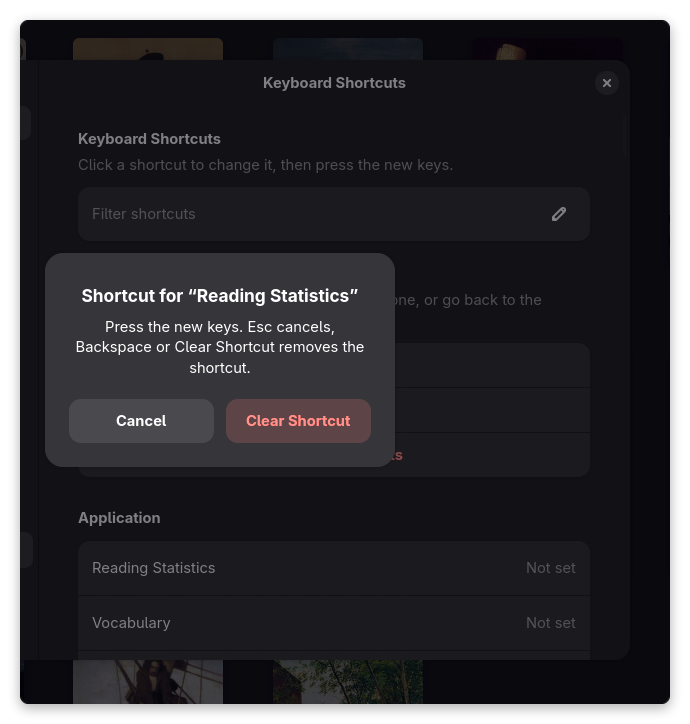 Keyboard Shortcuts
Keyboard Shortcuts
Click a shortcut to change it, then press the new keys.
Filter shortcuts
Shortcut for “Reading Statistics”
or go back to the
Press the new keys. Esc cancels,
Backspace or Clear Shortcut removes the
shortcut.
Cancel
Clear Shortcut
Application
Reading Statistics
Not set
Vocabulary
Not set